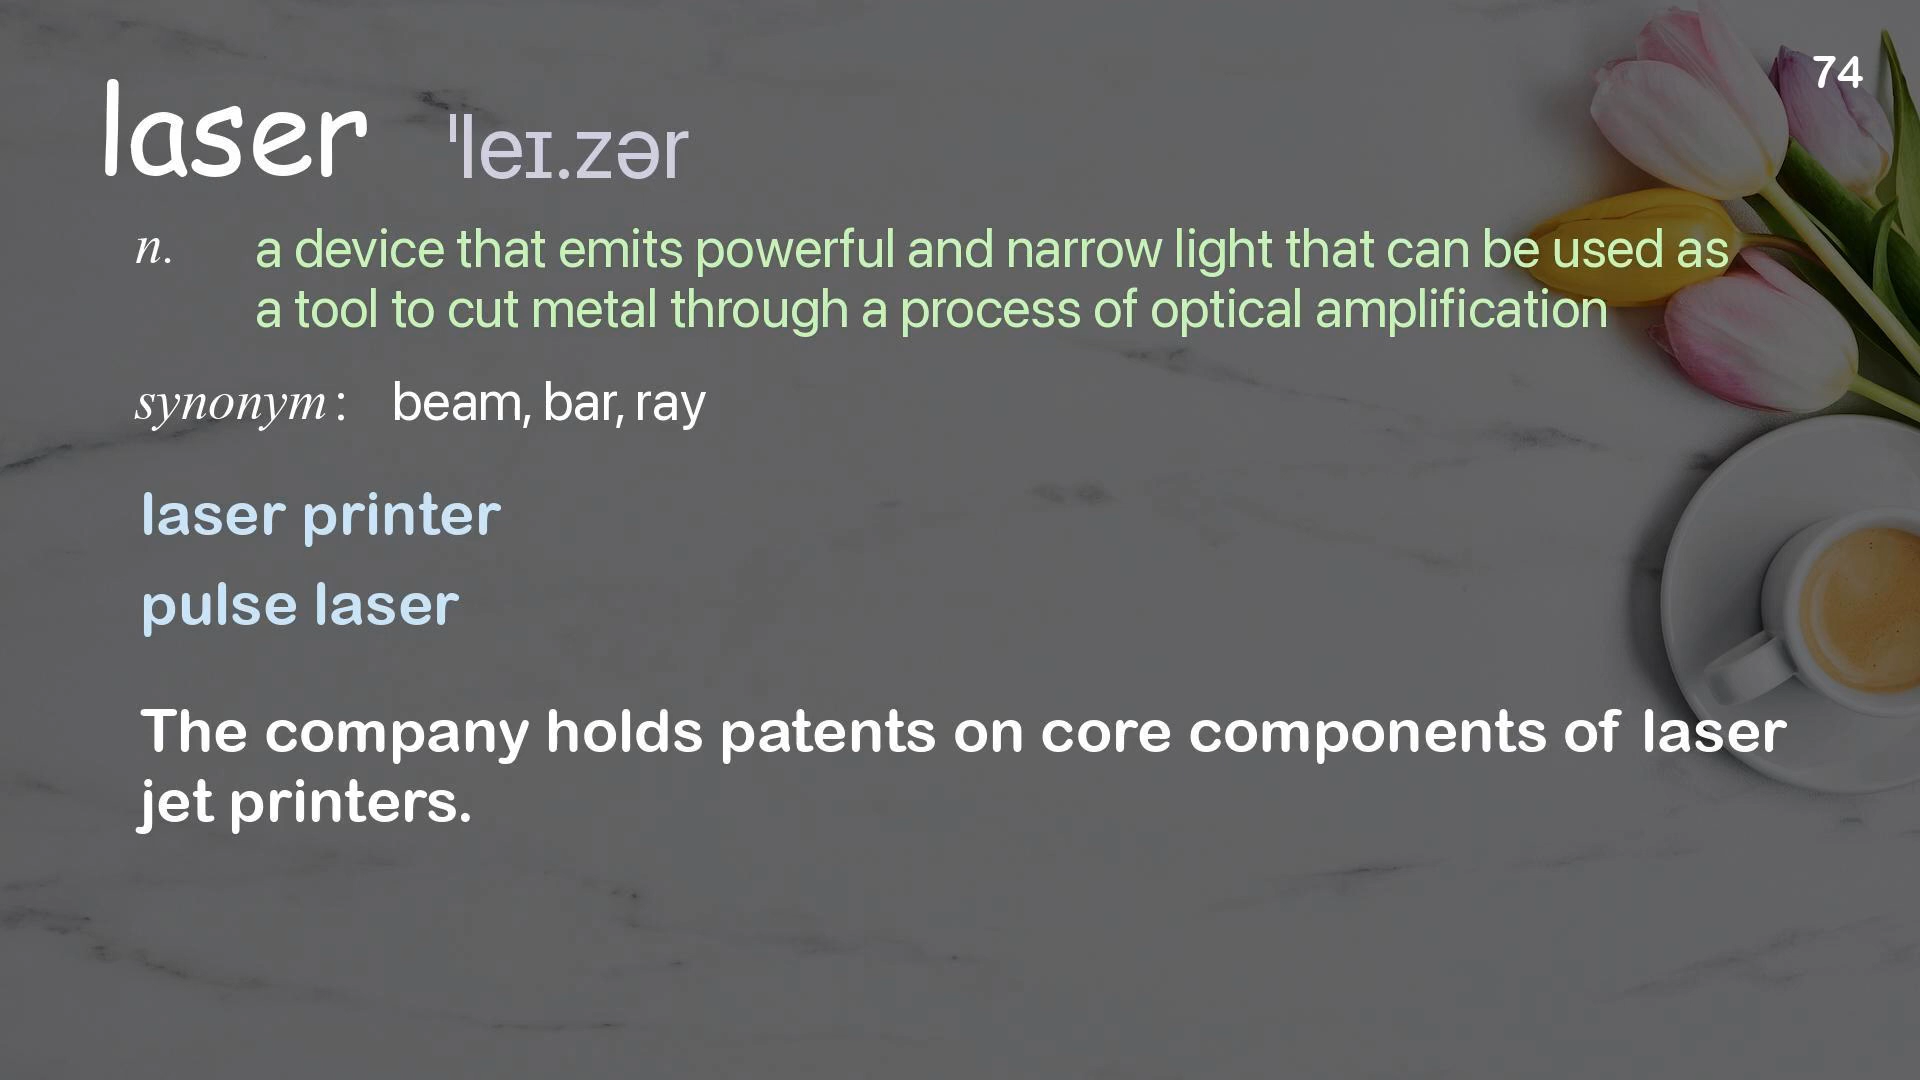 74
laser ˈleɪ.zər
n. a device that emits powerful and narrow light that can be used as
a tool to cut metal through a process of optical amplification
synonym : beam, bar, ray
laser printer
pulse laser
The company holds patents on core components of laser
jet printers.